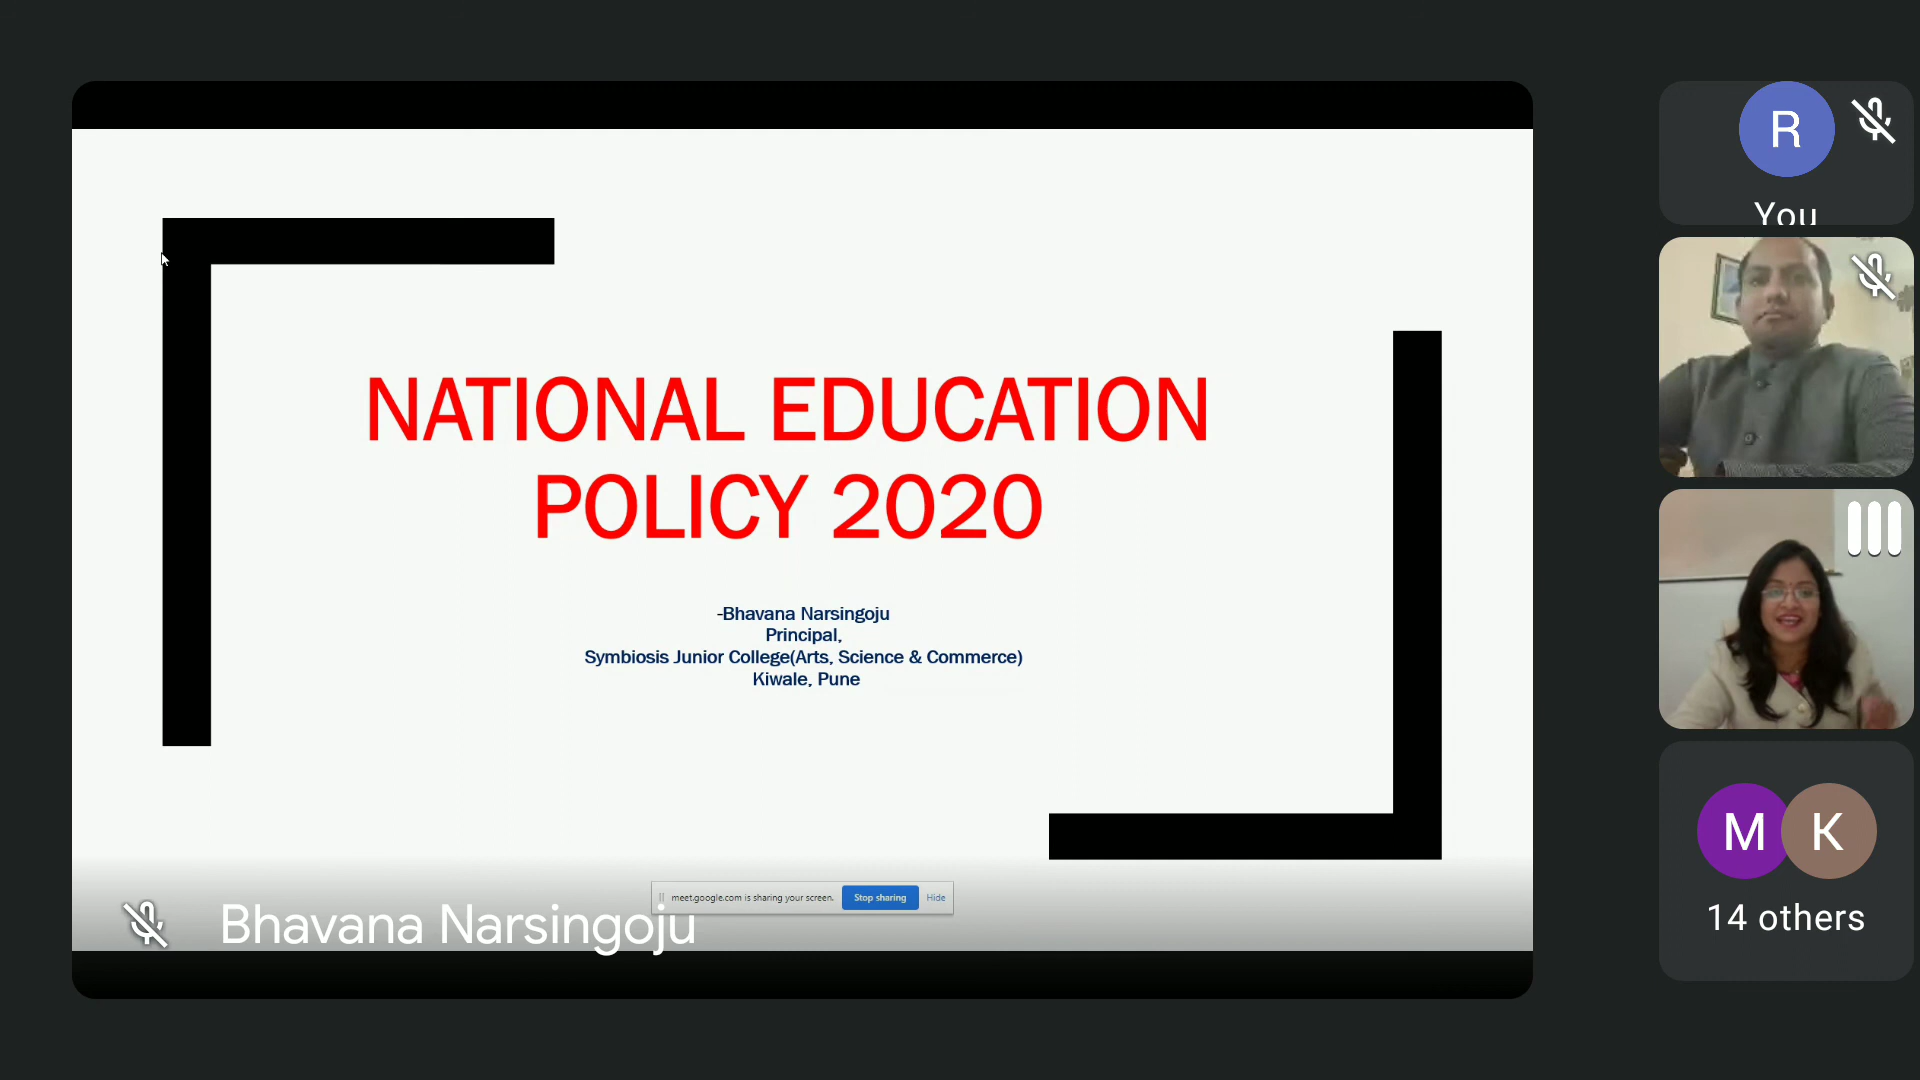 NATIONAL EDUCATION
POLICY 2020
-Bhavana Narsingoju
Principal,
Symbiosis Junior College(Arts, Science & Commerce)
Kiwale, Pune
meet.google.com is sharing your screen. Stop sharing Hide
Bhavana Narsingoju
R
You
M K
14 others